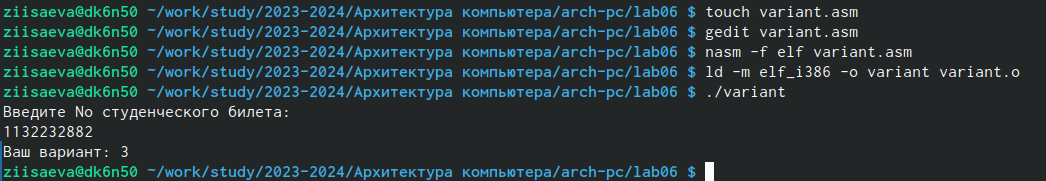 ziisaeva@dk6n50 ~/work/study/2023-2024/Архитектура компьютера/arch-pc/lab06 $ touch variant.asm
ziisaeva@dk6n50 ~/work/study/2023-2024/Архитектура компьютера/arch-pc/lab06 $ gedit variant.asm
ziisaeva@dk6n50 ~/work/study/2023-2024/Архитектура компьютера/arch-pc/lab06 $ nasm -f elf variant.asm
ziisaeva@dk6n50 ~/work/study/2023-2024/Архитектура компьютера/arch-pc/lab06 $ ld -m elf_i386 -o variant variant.o
ziisaeva@dk6n50 ~/work/study/2023-2024/Архитектура компьютера/arch-pc/lab06 $ ./variant
Введите No студенческого билета:
1132232882
Ваш вариант: 3
ziisaeva@dk6n50 ~/work/study/2023-2024/Архитектура компьютера/arch-pc/lab06 $